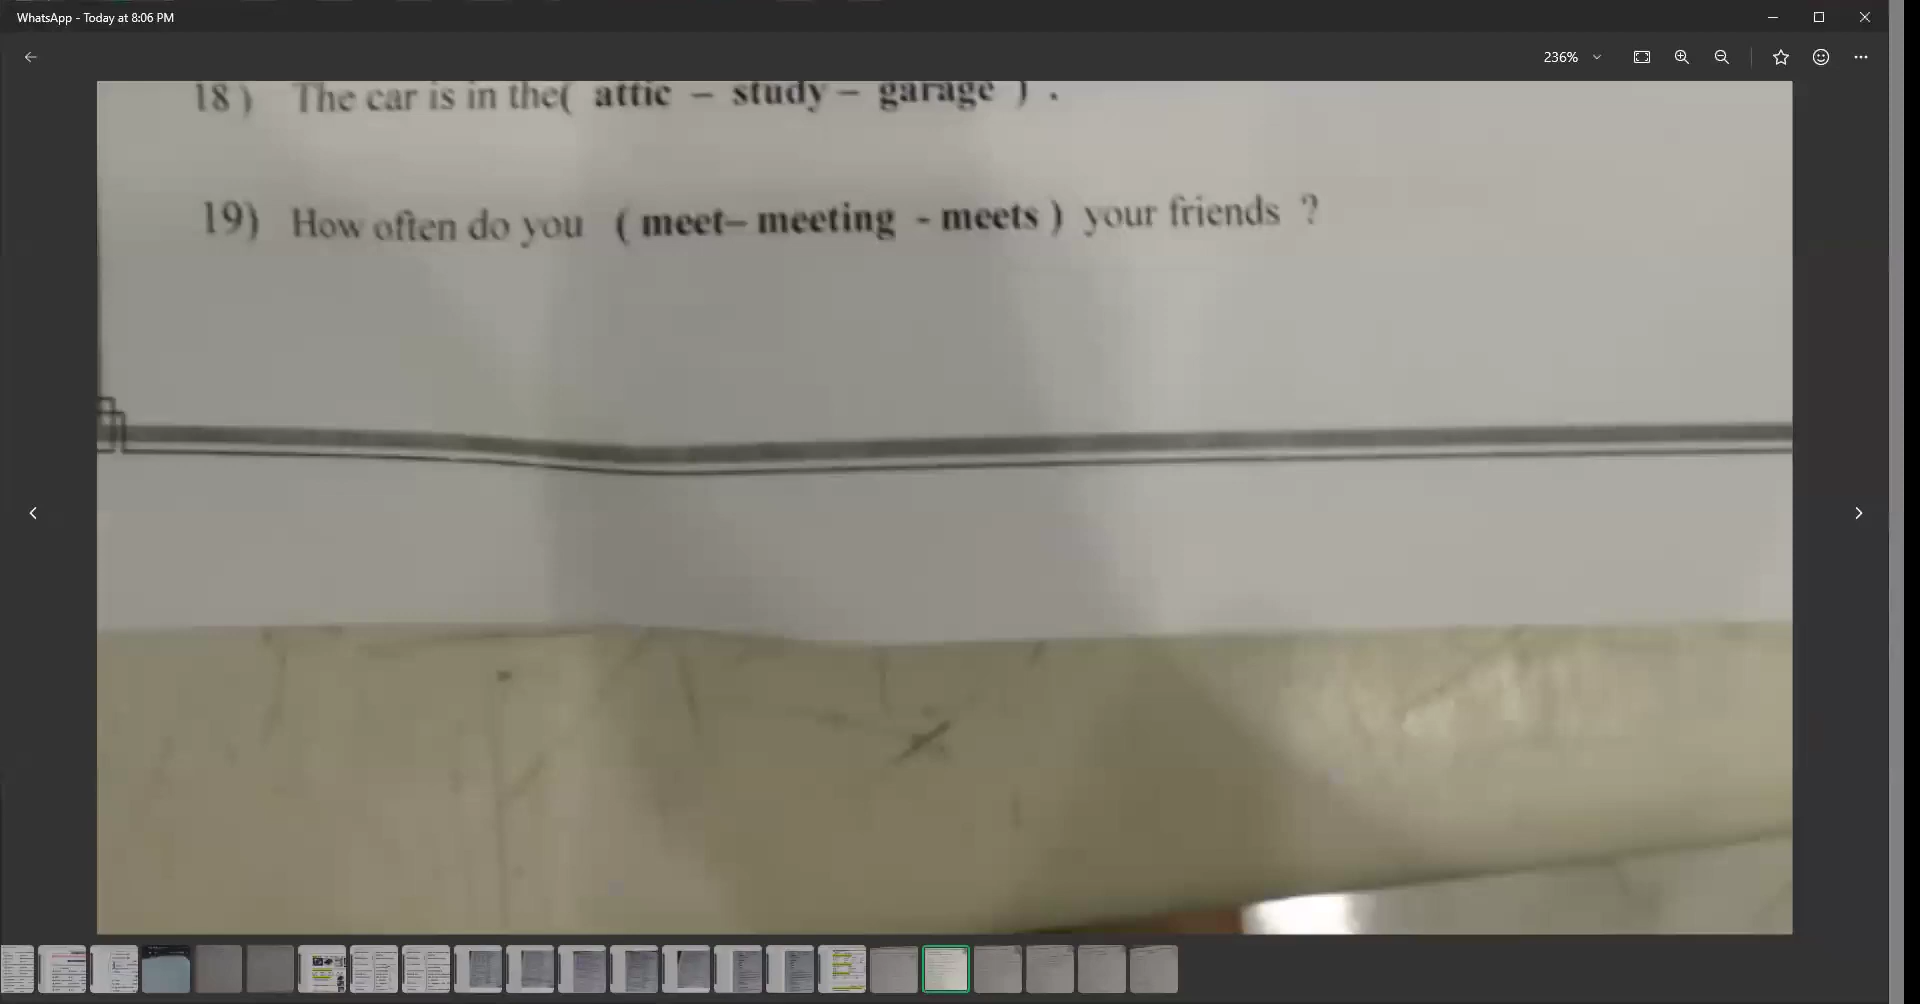 WhatsApp - Today at 8:06 PM
236%
18 ) The car is in the( attic – study – garage ) .
19) How often do you ( meet– meeting - meets ) your friends ?